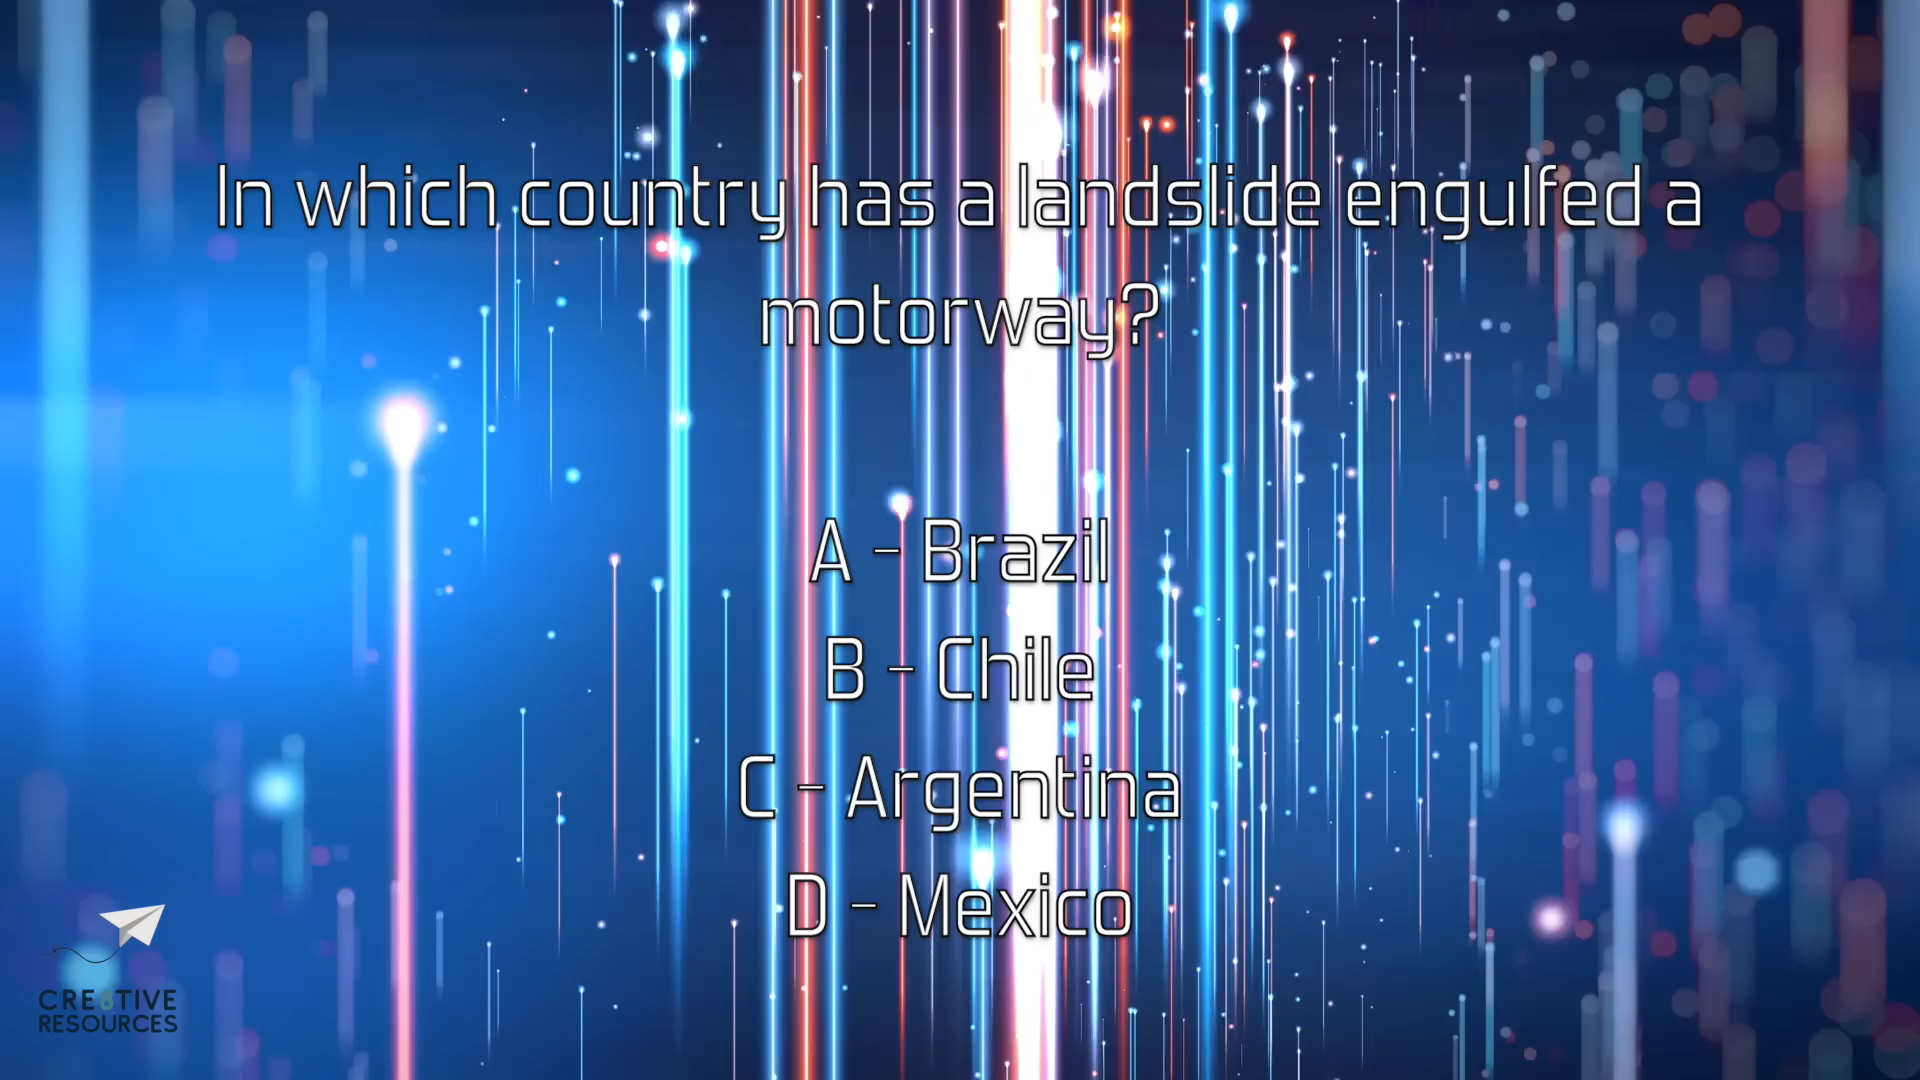 In which country has a landslide engulfed a
motorway?
A - Brazil
B - Chile
C - Argentina
D - Mexico
CRE8TIVE
RESOURCES